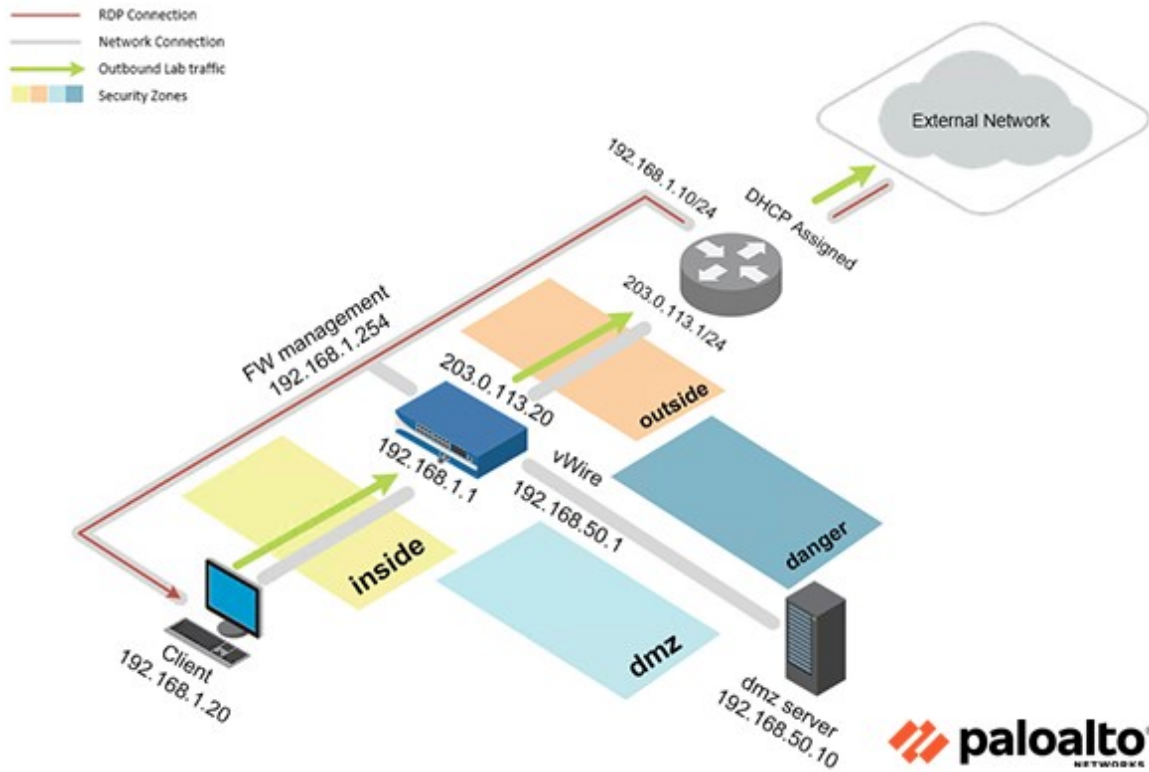 RDP Connection
Network Connection
Outbound Lab traffic
Security Zones
External Network
192.168.1.10/24
DHCP Assigned
203.0.113.1/24
FW management
192.168.1.254
203.0.113.20
outside
192.168.1.1
vWire
192.168.50.1
danger
inside
dmz
Client
192.168.1.20
dmz server
192.168.50.10
paloalto
NETWORKS